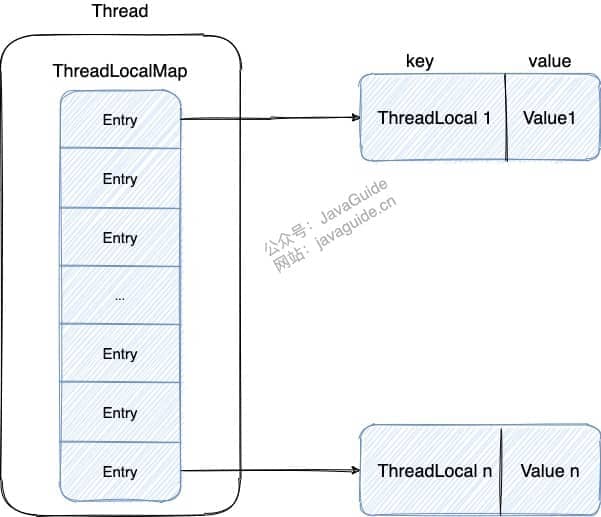 Thread
ThreadLocalMap
key value
Entry
ThreadLocal 1 Value1
Entry
公众号：JavaGuide
网站：javaguide.cn
Entry
...
Entry
Entry
Entry
ThreadLocal n Value n